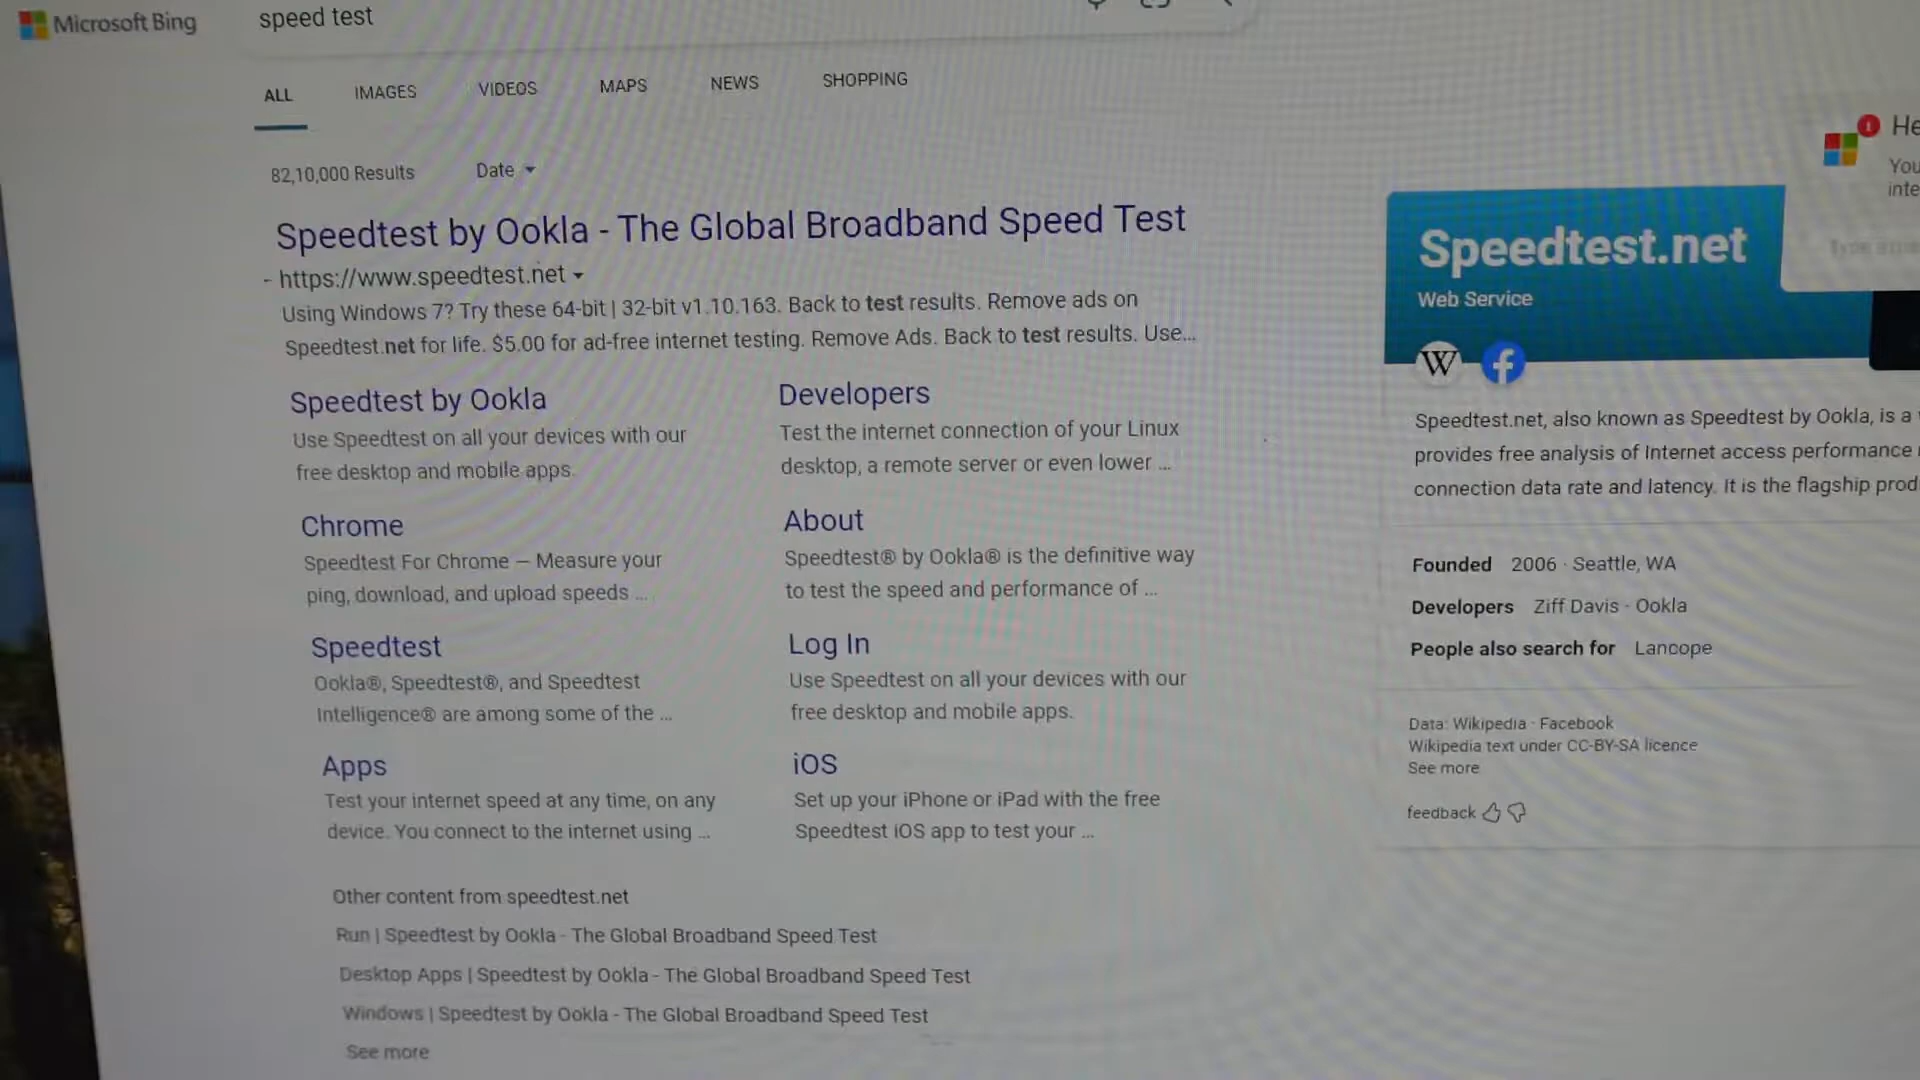 Microsoft Bing
speed test
ALL IMAGES VIDEOS MAPS NEWS SHOPPING
82,10,000 Results Date
Speedtest by Ookla - The Global Broadband Speed Test
https://www.speedtest.net
Using Windows 7? Try these 64-bit | 32-bit v1.10.163. Back to test results. Remove ads on
Speedtest.net for life. $5.00 for ad-free internet testing. Remove Ads. Back to test results. Use...
Speedtest by Ookla
Use Speedtest on all your devices with our
free desktop and mobile apps.
Developers
Test the internet connection of your Linux
desktop, a remote server or even lower ...
Chrome
Speedtest For Chrome — Measure your
ping, download, and upload speeds ...
About
Speedtest® by Ookla® is the definitive way
to test the speed and performance of ...
Speedtest
Ookla®, Speedtest®, and Speedtest
Intelligence® are among some of the ...
Log In
Use Speedtest on all your devices with our
free desktop and mobile apps.
Apps
Test your internet speed at any time, on any
device. You connect to the internet using ...
iOS
Set up your iPhone or iPad with the free
Speedtest iOS app to test your ...
Other content from speedtest.net
Run | Speedtest by Ookla - The Global Broadband Speed Test
Desktop Apps | Speedtest by Ookla - The Global Broadband Speed Test
Windows | Speedtest by Ookla - The Global Broadband Speed Test
See more
Speedtest.net
Web Service
W f
Speedtest.net, also known as Speedtest by Ookla, is a
provides free analysis of Internet access performance
connection data rate and latency. It is the flagship prod
Founded 2006 · Seattle, WA
Developers Ziff Davis · Ookla
People also search for Lancope
Data: Wikipedia · Facebook
Wikipedia text under CC-BY-SA licence
See more
feedback
1
He
You
inte